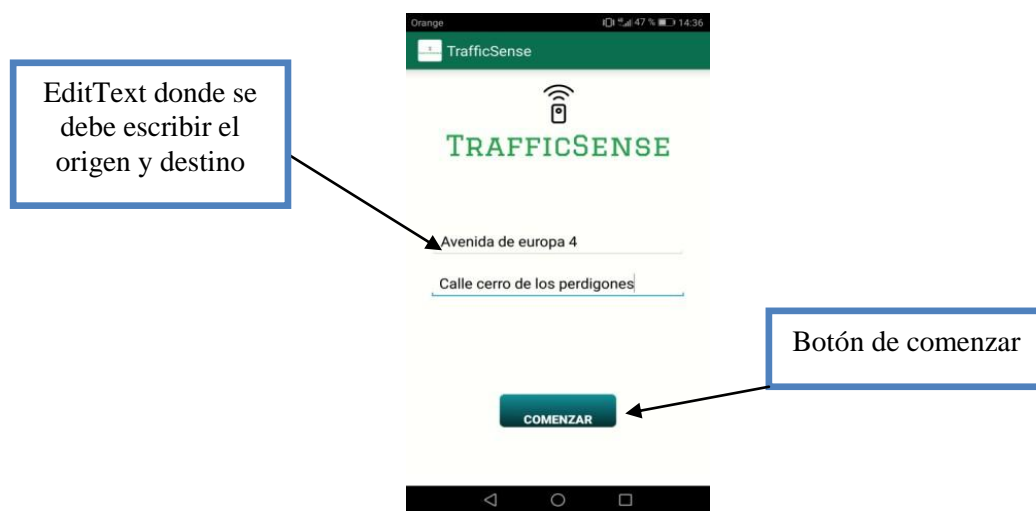 Orange 47 % 14:36
TrafficSense
TRAFFICSENSE
EditText donde se
debe escribir el
origen y destino
Avenida de europa 4
Calle cerro de los perdigones
Botón de comenzar
COMENZAR